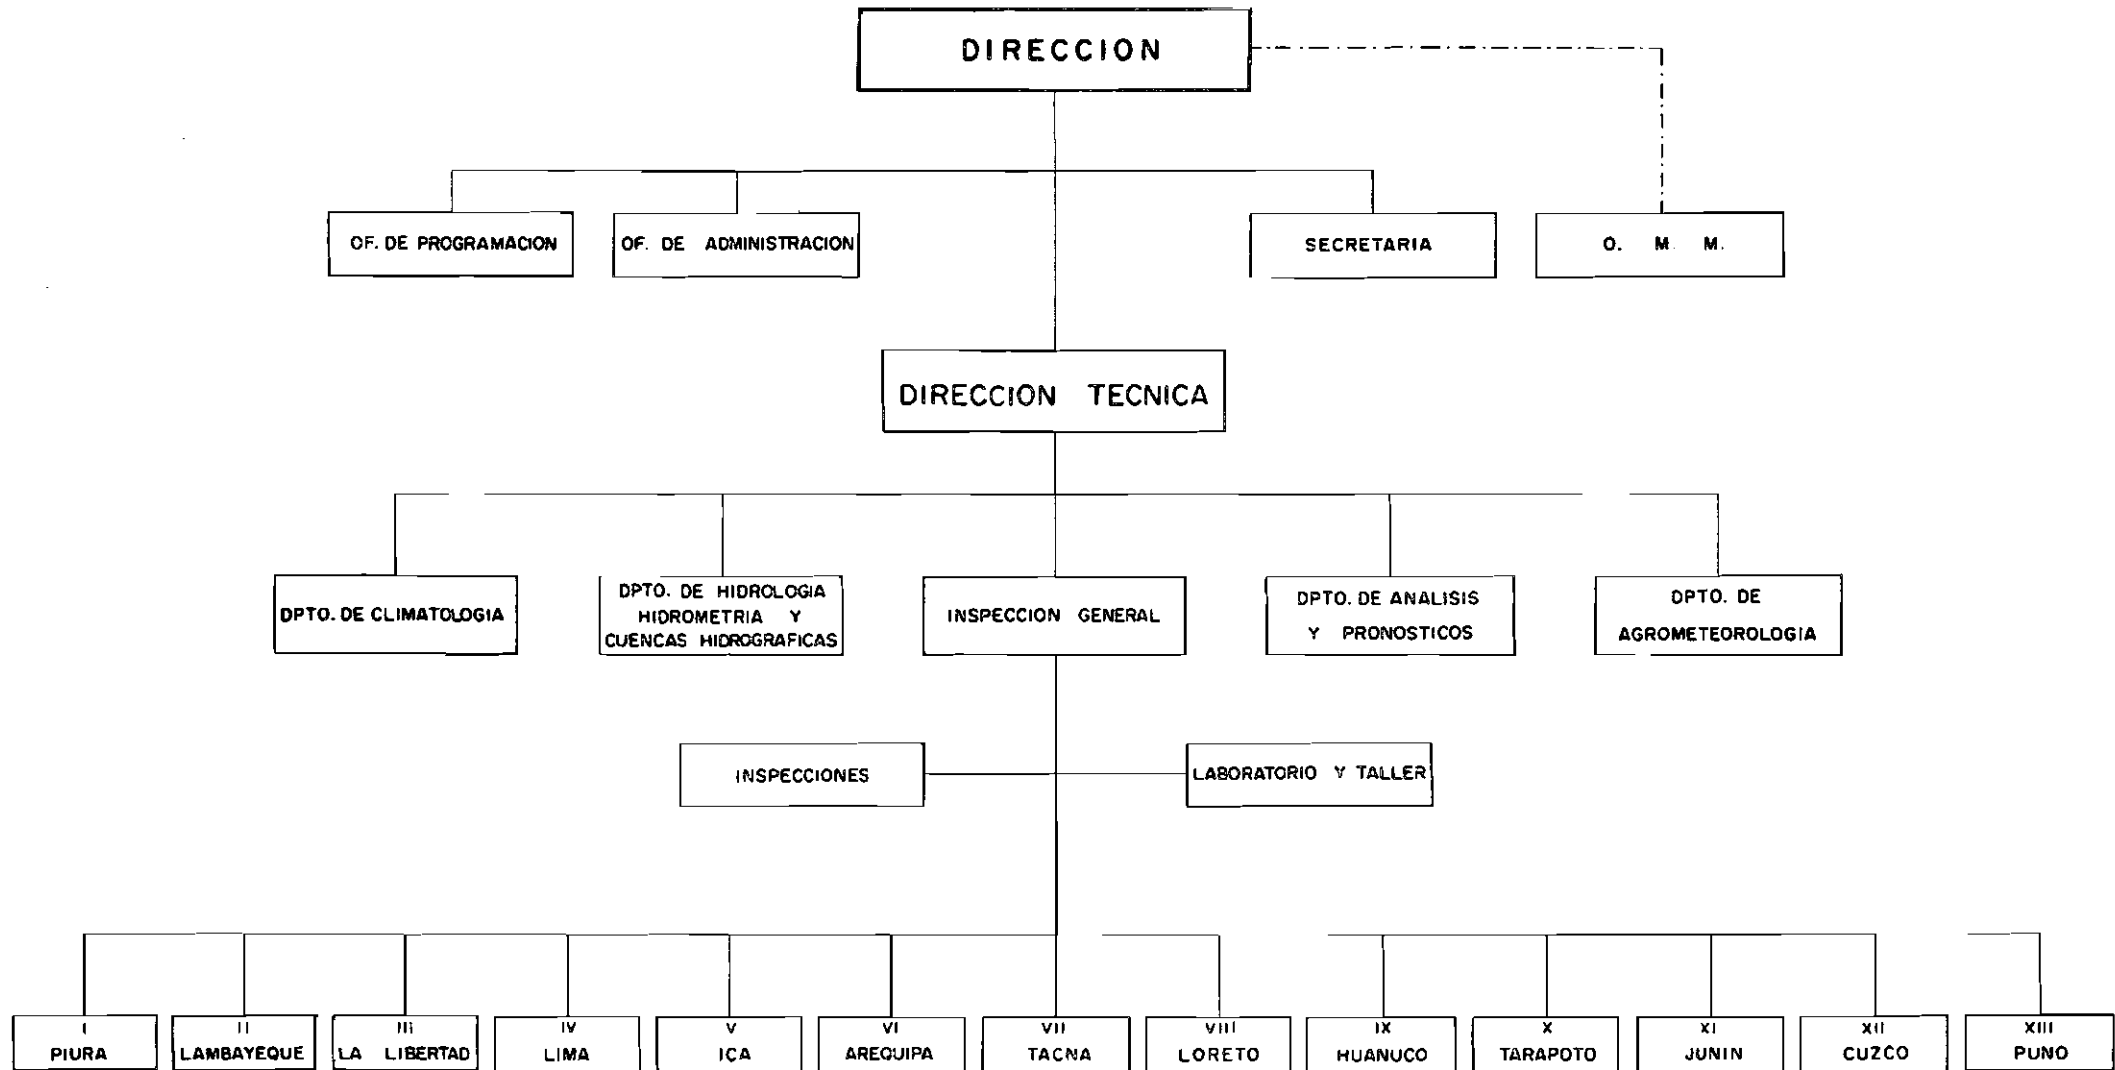 DIRECCION
OF. DE PROGRAMACION
OF. DE ADMINISTRACION
SECRETARIA
O. M. M.
DIRECCION TECNICA
DPTO. DE CLIMATOLOGIA
DPTO. DE HIDROLOGIA
HIDROMETRIA Y
CUENCAS HIDROGRAFICAS
INSPECCION GENERAL
DPTO. DE ANALISIS
Y PRONOSTICOS
DPTO. DE
AGROMETEOROLOGIA
INSPECCIONES
LABORATORIO Y TALLER
I
PIURA
II
LAMBAYEQUE
III
LA LIBERTAD
IV
LIMA
V
ICA
VI
AREQUIPA
VII
TACNA
VIII
LORETO
IX
HUANUCO
X
TARAPOTO
XI
JUNIN
XII
CUZCO
XIII
PUNO